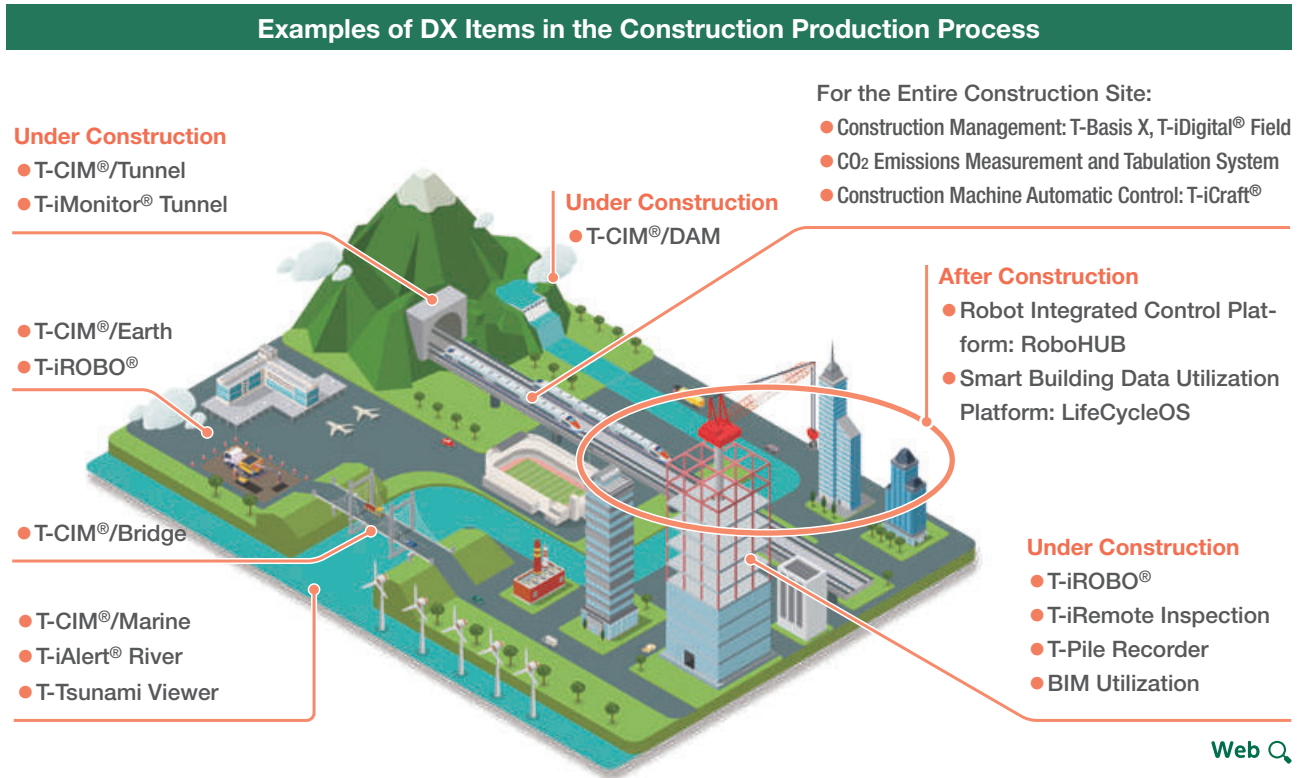 Examples of DX Items in the Construction Production Process
For the Entire Construction Site:
● Construction Management: T-Basis X, T-iDigital® Field
● CO₂ Emissions Measurement and Tabulation System
● Construction Machine Automatic Control: T-iCraft®
Under Construction
● T-CIM®/Tunnel
● T-iMonitor® Tunnel
Under Construction
● T-CIM®/DAM
After Construction
● Robot Integrated Control Plat-
form: RoboHUB
● Smart Building Data Utilization
Platform: LifeCycleOS
● T-CIM®/Earth
● T-iROBO®
● T-CIM®/Bridge
● T-CIM®/Marine
● T-iAlert® River
● T-Tsunami Viewer
Under Construction
● T-iROBO®
● T-iRemote Inspection
● T-Pile Recorder
● BIM Utilization
Web